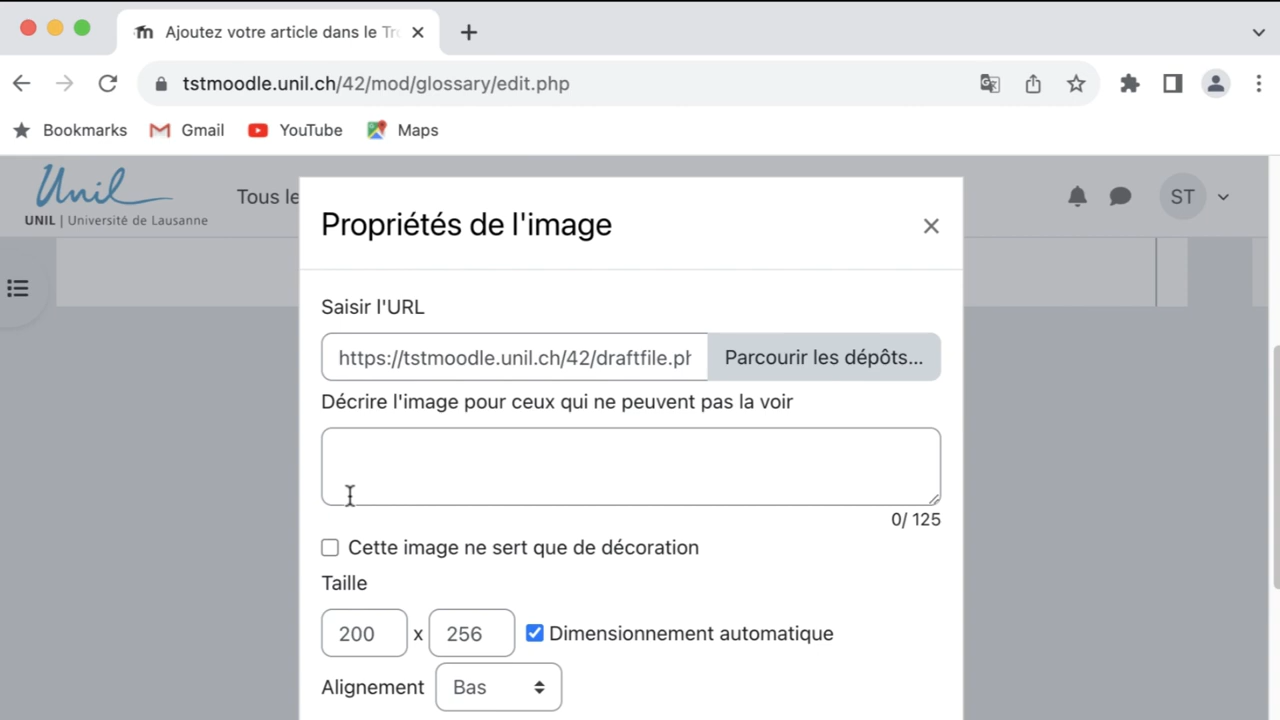 Ajoutez votre article dans le Tr
tstmoodle.unil.ch/42/mod/glossary/edit.php
Bookmarks Gmail YouTube Maps
Unil
UNIL | Université de Lausanne
Tous le
ST
Propriétés de l'image
Saisir l'URL
https://tstmoodle.unil.ch/42/draftfile.ph
Parcourir les dépôts...
Décrire l'image pour ceux qui ne peuvent pas la voir
0/ 125
Cette image ne sert que de décoration
Taille
200 x 256 Dimensionnement automatique
Alignement Bas